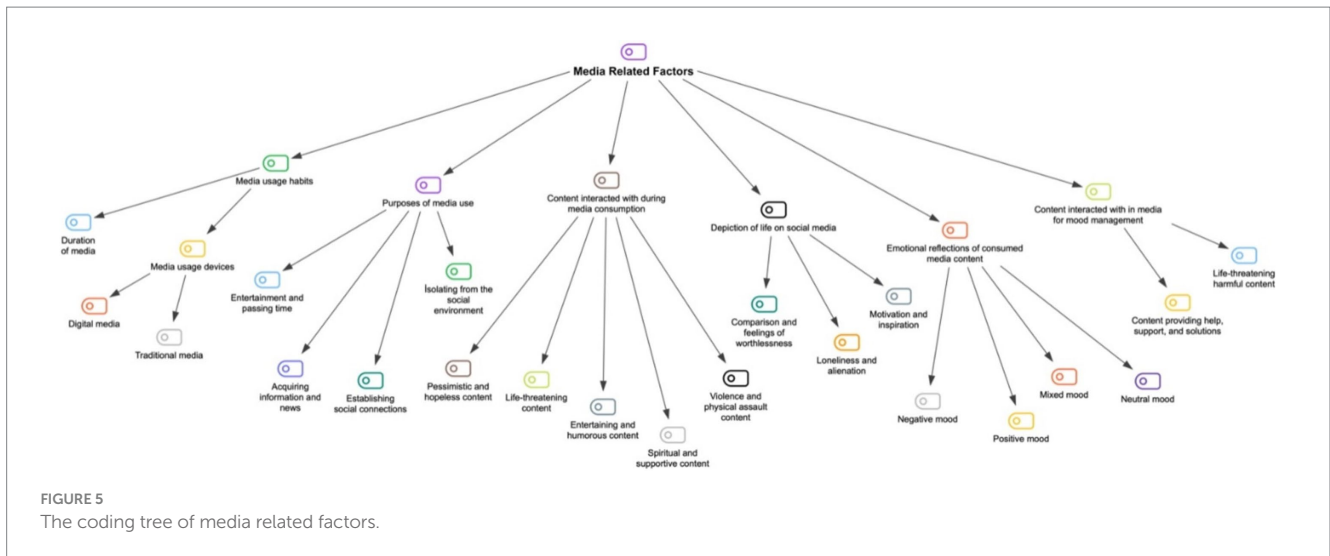 Media Related Factors
Media usage habits
Duration
of media
Media usage devices
Digital media
Traditional media
Purposes of media use
Entertainment and
passing time
Acquiring
information and
news
Establishing
social connections
Isolating from the
social
environment
Content interacted with during
media consumption
Pessimistic and
hopeless content
Life-threatening
content
Entertaining and
humorous content
Spiritual and
supportive content
Violence and
physical assault
content
Depiction of life on social media
Comparison and
feelings of
worthlessness
Loneliness and
alienation
Motivation and
inspiration
Emotional reflections of consumed
media content
Negative mood
Positive mood
Mixed mood
Neutral mood
Content interacted with in media
for mood management
Content providing help,
support, and solutions
Life-threatening
harmful content
FIGURE 5
The coding tree of media related factors.